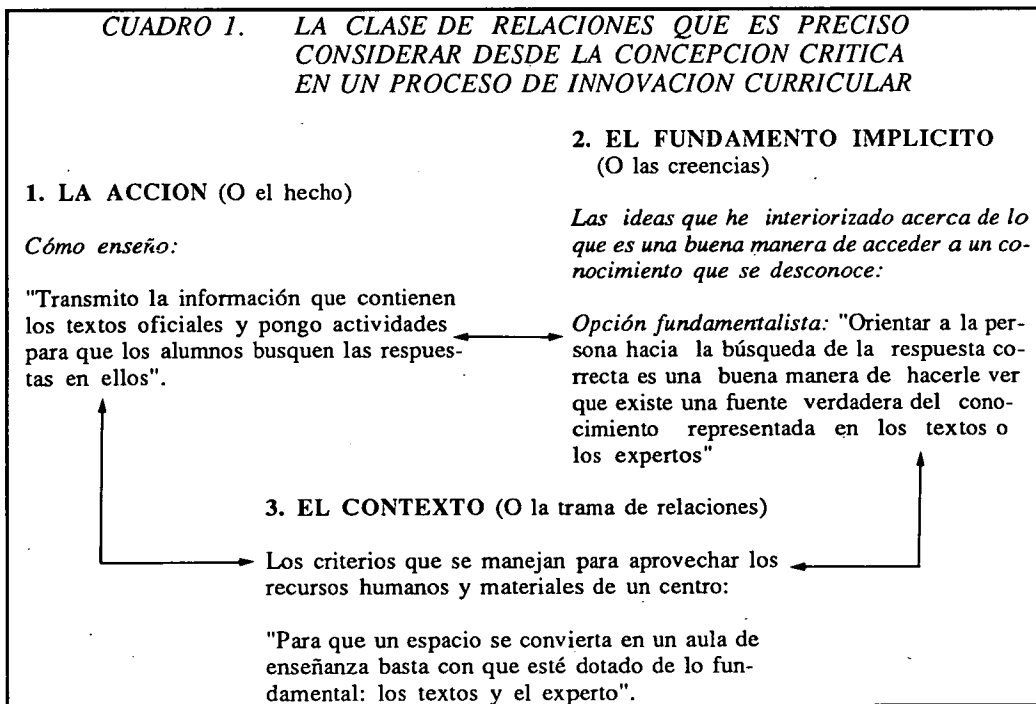 CUADRO 1. LA CLASE DE RELACIONES QUE ES PRECISO
CONSIDERAR DESDE LA CONCEPCION CRITICA
EN UN PROCESO DE INNOVACION CURRICULAR
1. LA ACCION (O el hecho)
Cómo enseño:
"Transmito la información que contienen
los textos oficiales y pongo actividades
para que los alumnos busquen las respues-
tas en ellos".
2. EL FUNDAMENTO IMPLICITO
(O las creencias)
Las ideas que he interiorizado acerca de lo
que es una buena manera de acceder a un co-
nocimiento que se desconoce:
Opción fundamentalista: "Orientar a la per-
sona hacia la búsqueda de la respuesta co-
rrecta es una buena manera de hacerle ver
que existe una fuente verdadera del cono-
cimiento representada en los textos o
los expertos"
3. EL CONTEXTO (O la trama de relaciones)
Los criterios que se manejan para aprovechar los
recursos humanos y materiales de un centro:
"Para que un espacio se convierta en un aula de
enseñanza basta con que esté dotado de lo fun-
damental: los textos y el experto".